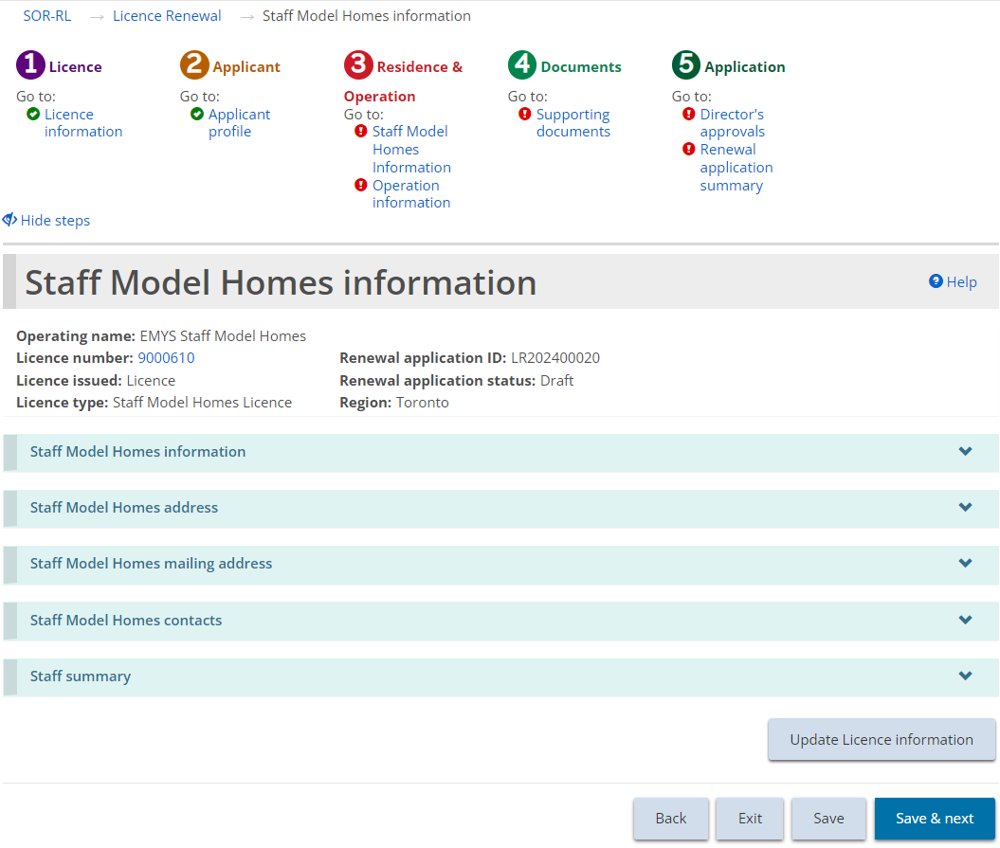 SOR-RL → Licence Renewal → Staff Model Homes information
1 Licence
Go to:
Licence
information
2 Applicant
Go to:
Applicant
profile
3 Residence &
Operation
Go to:
Staff Model
Homes
Information
Operation
information
4 Documents
Go to:
Supporting
documents
5 Application
Go to:
Director's
approvals
Renewal
application
summary
Hide steps
Staff Model Homes information
Help
Operating name: EMYS Staff Model Homes
Licence number: 9000610
Renewal application ID: LR202400020
Licence issued: Licence
Renewal application status: Draft
Licence type: Staff Model Homes Licence
Region: Toronto
Staff Model Homes information
Staff Model Homes address
Staff Model Homes mailing address
Staff Model Homes contacts
Staff summary
Update Licence information
Back
Exit
Save
Save & next